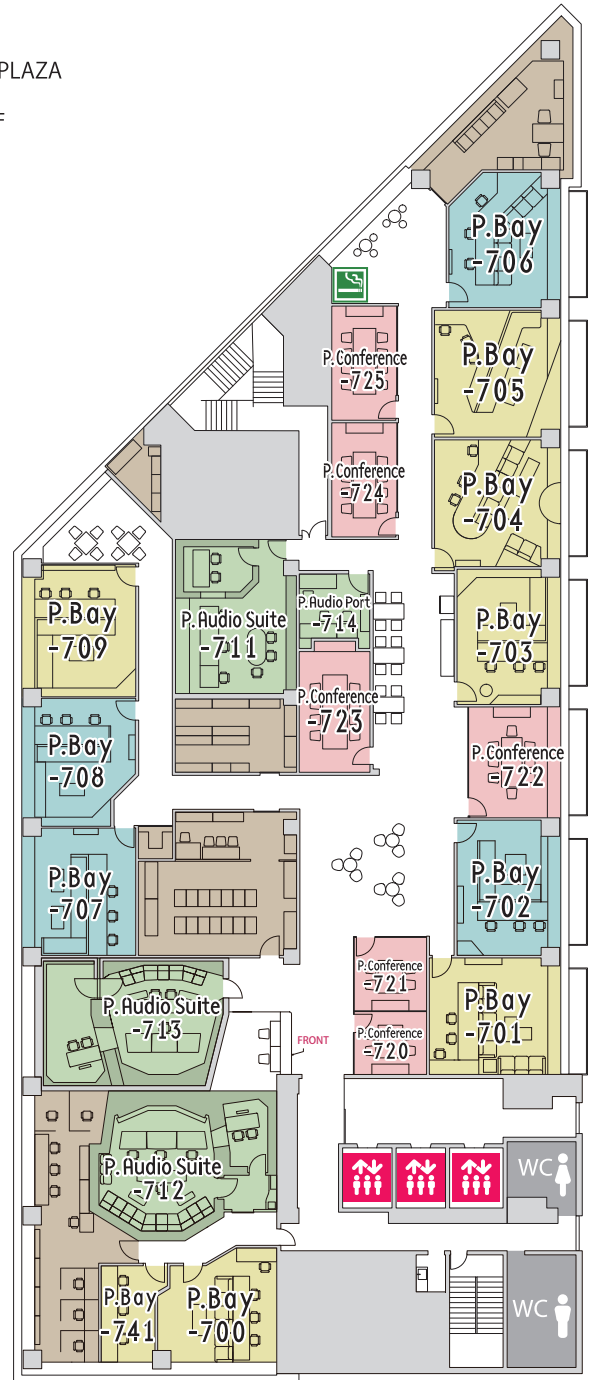 PLAZA
F
P.Bay
-706
P.Conference
-725
P.Bay
-705
P.Conference
-724
P.Bay
-704
P.Audio Suite
-711
P.Audio Port
-714
P.Bay
-709
P.Bay
-703
P.Conference
-723
P.Bay
-708
P.Conference
-722
P.Bay
-707
P.Bay
-702
P.Conference
-721
P.Audio Suite
-713
P.Bay
-701
FRONT
P.Conference
-720
P.Audio Suite
-712
WC
P.Bay
-741
P.Bay
-700
WC